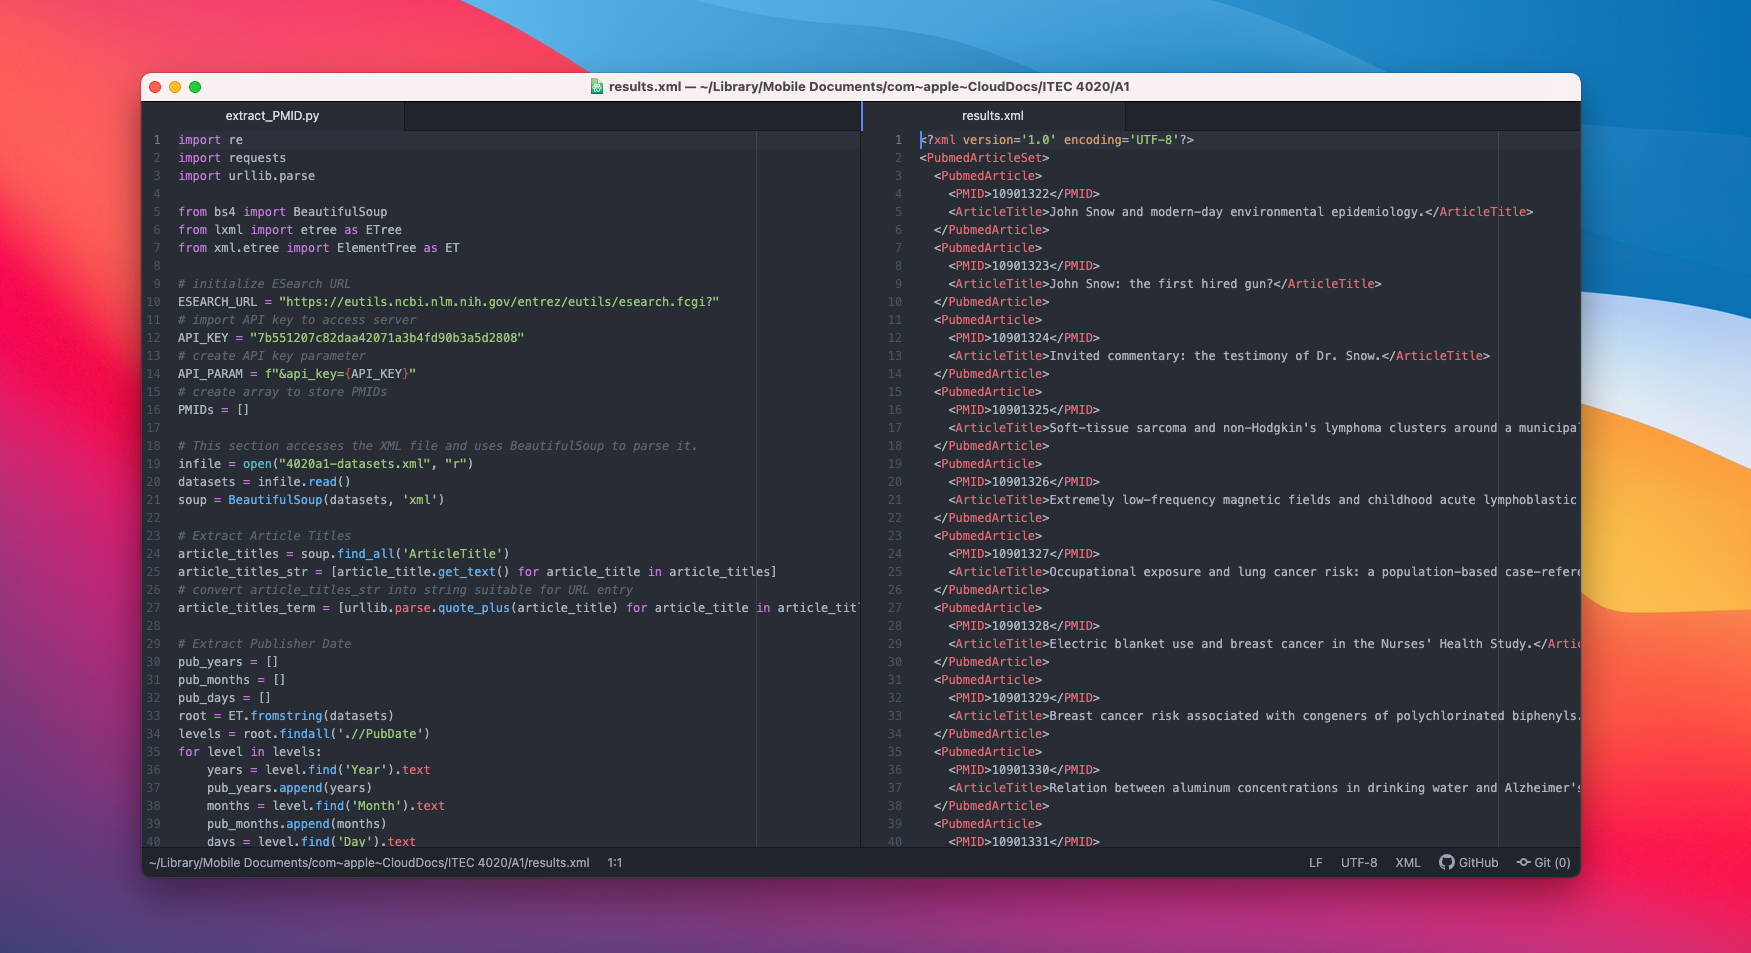 results.xml — ~/Library/Mobile Documents/com~apple~CloudDocs/ITEC 4020/A1
extract_PMID.py
1 import re
2 import requests
3 import urllib.parse
4
5 from bs4 import BeautifulSoup
6 from lxml import etree as ETree
7 from xml.etree import ElementTree as ET
8
9 # initialize ESearch URL
10 ESEARCH_URL = "https://eutils.ncbi.nlm.nih.gov/entrez/eutils/esearch.fcgi?"
11 # import API key to access server
12 API_KEY = "7b551207c82daa42071a3b4fd90b3a5d2808"
13 # create API key parameter
14 API_PARAM = f"&api_key={API_KEY}"
15 # create array to store PMIDs
16 PMIDs = []
17
18 # This section accesses the XML file and uses BeautifulSoup to parse it.
19 infile = open("4020a1-datasets.xml", "r")
20 datasets = infile.read()
21 soup = BeautifulSoup(datasets, 'xml')
22
23 # Extract Article Titles
24 article_titles = soup.find_all('ArticleTitle')
25 article_titles_str = [article_title.get_text() for article_title in article_titles]
26 # convert article_titles_str into string suitable for URL entry
27 article_titles_term = [urllib.parse.quote_plus(article_title) for article_title in article_titl
28
29 # Extract Publisher Date
30 pub_years = []
31 pub_months = []
32 pub_days = []
33 root = ET.fromstring(datasets)
34 levels = root.findall('.//PubDate')
35 for level in levels:
36     years = level.find('Year').text
37     pub_years.append(years)
38     months = level.find('Month').text
39     pub_months.append(months)
40     days = level.find('Day').text
results.xml
1 <?xml version='1.0' encoding='UTF-8'?>
2 <PubmedArticleSet>
3   <PubmedArticle>
4     <PMID>10901322</PMID>
5     <ArticleTitle>John Snow and modern-day environmental epidemiology.</ArticleTitle>
6   </PubmedArticle>
7   <PubmedArticle>
8     <PMID>10901323</PMID>
9     <ArticleTitle>John Snow: the first hired gun?</ArticleTitle>
10   </PubmedArticle>
11   <PubmedArticle>
12     <PMID>10901324</PMID>
13     <ArticleTitle>Invited commentary: the testimony of Dr. Snow.</ArticleTitle>
14   </PubmedArticle>
15   <PubmedArticle>
16     <PMID>10901325</PMID>
17     <ArticleTitle>Soft-tissue sarcoma and non-Hodgkin's lymphoma clusters around a municipal
18   </PubmedArticle>
19   <PubmedArticle>
20     <PMID>10901326</PMID>
21     <ArticleTitle>Extremely low-frequency magnetic fields and childhood acute lymphoblastic
22   </PubmedArticle>
23   <PubmedArticle>
24     <PMID>10901327</PMID>
25     <ArticleTitle>Occupational exposure and lung cancer risk: a population-based case-refere
26   </PubmedArticle>
27   <PubmedArticle>
28     <PMID>10901328</PMID>
29     <ArticleTitle>Electric blanket use and breast cancer in the Nurses' Health Study.</Artic
30   </PubmedArticle>
31   <PubmedArticle>
32     <PMID>10901329</PMID>
33     <ArticleTitle>Breast cancer risk associated with congeners of polychlorinated biphenyls.
34   </PubmedArticle>
35   <PubmedArticle>
36     <PMID>10901330</PMID>
37     <ArticleTitle>Relation between aluminum concentrations in drinking water and Alzheimer's
38   </PubmedArticle>
39   <PubmedArticle>
40     <PMID>10901331</PMID>
~/Library/Mobile Documents/com~apple~CloudDocs/ITEC 4020/A1/results.xml 1:1 LF UTF-8 XML GitHub Git (0)